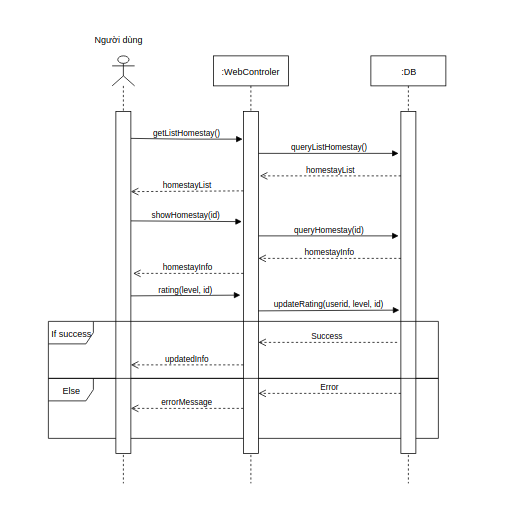 Người dùng
:WebControler
:DB
getListHomestay()
queryListHomestay()
homestayList
homestayList
showHomestay(id)
queryHomestay(id)
homestayInfo
homestayInfo
rating(level, id)
updateRating(userid, level, id)
If success
Success
updatedInfo
Else
Error
errorMessage